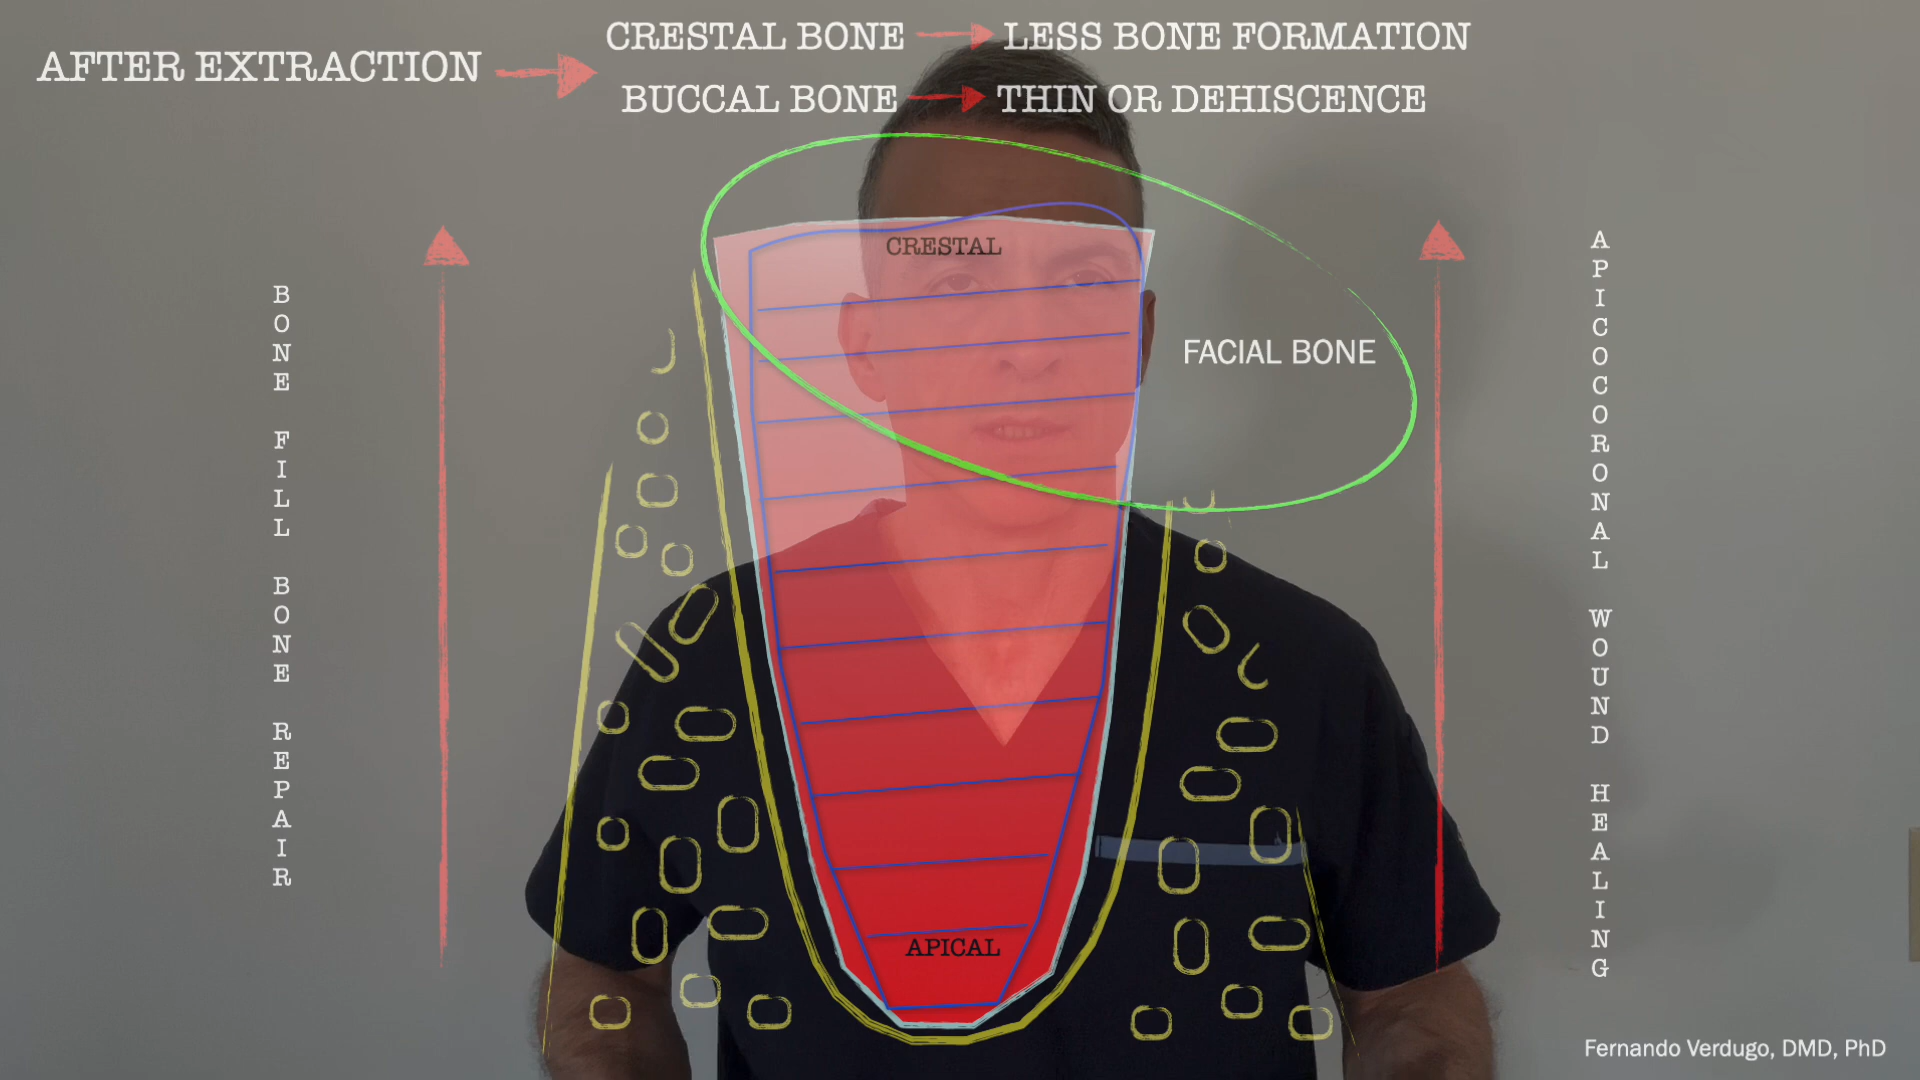 AFTER EXTRACTION
CRESTAL BONE LESS BONE FORMATION
BUCCAL BONE THIN OR DEHISCENCE
CRESTAL
FACIAL BONE
BONE FILL BONE REPAIR
APICOCORONAL WOUND HEALING
APICAL
Fernando Verdugo, DMD, PhD